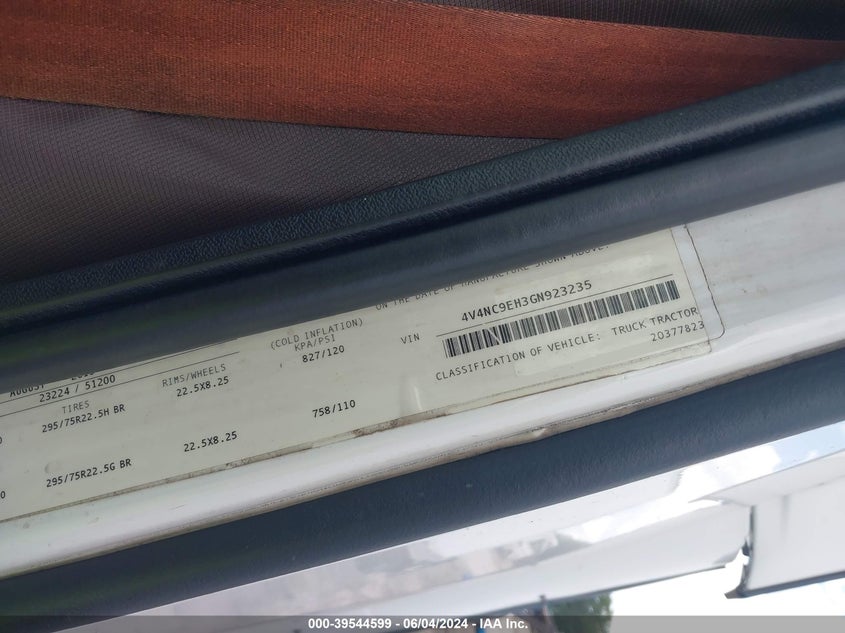 ON THE DATE OF MANUFACTURE SHOWN ABOVE.
AUGUST
23224 / 51200
TIRES
RIMS/WHEELS
(COLD INFLATION)
KPA/PSI
295/75R22.5H BR
22.5X8.25
827/120
295/75R22.5G BR
22.5X8.25
758/110
VIN
4V4NC9EH3GN923235
CLASSIFICATION OF VEHICLE: TRUCK TRACTOR
20377823
000-39544599 - 06/04/2024 - IAA Inc.